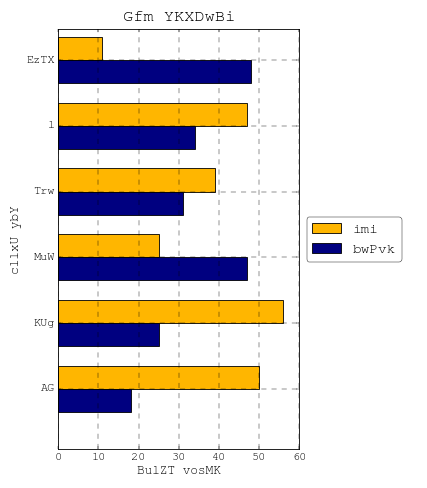 Gfm YKXDwBi
EzTX
l
Trw
MuW
KUg
AG
cllxU ybY
0 10 20 30 40 50 60
BulZT vosMK
imi
bwPvk